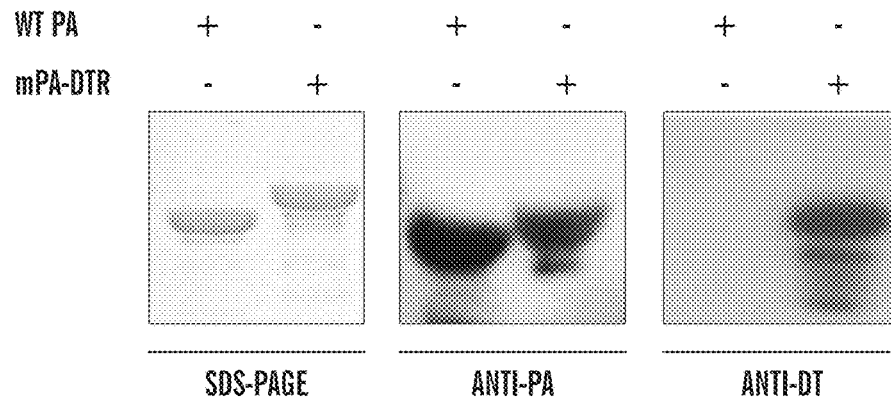 WT PA + - + - + -
mPA-DTR - + - + - +
SDS-PAGE ANTI-PA ANTI-DT